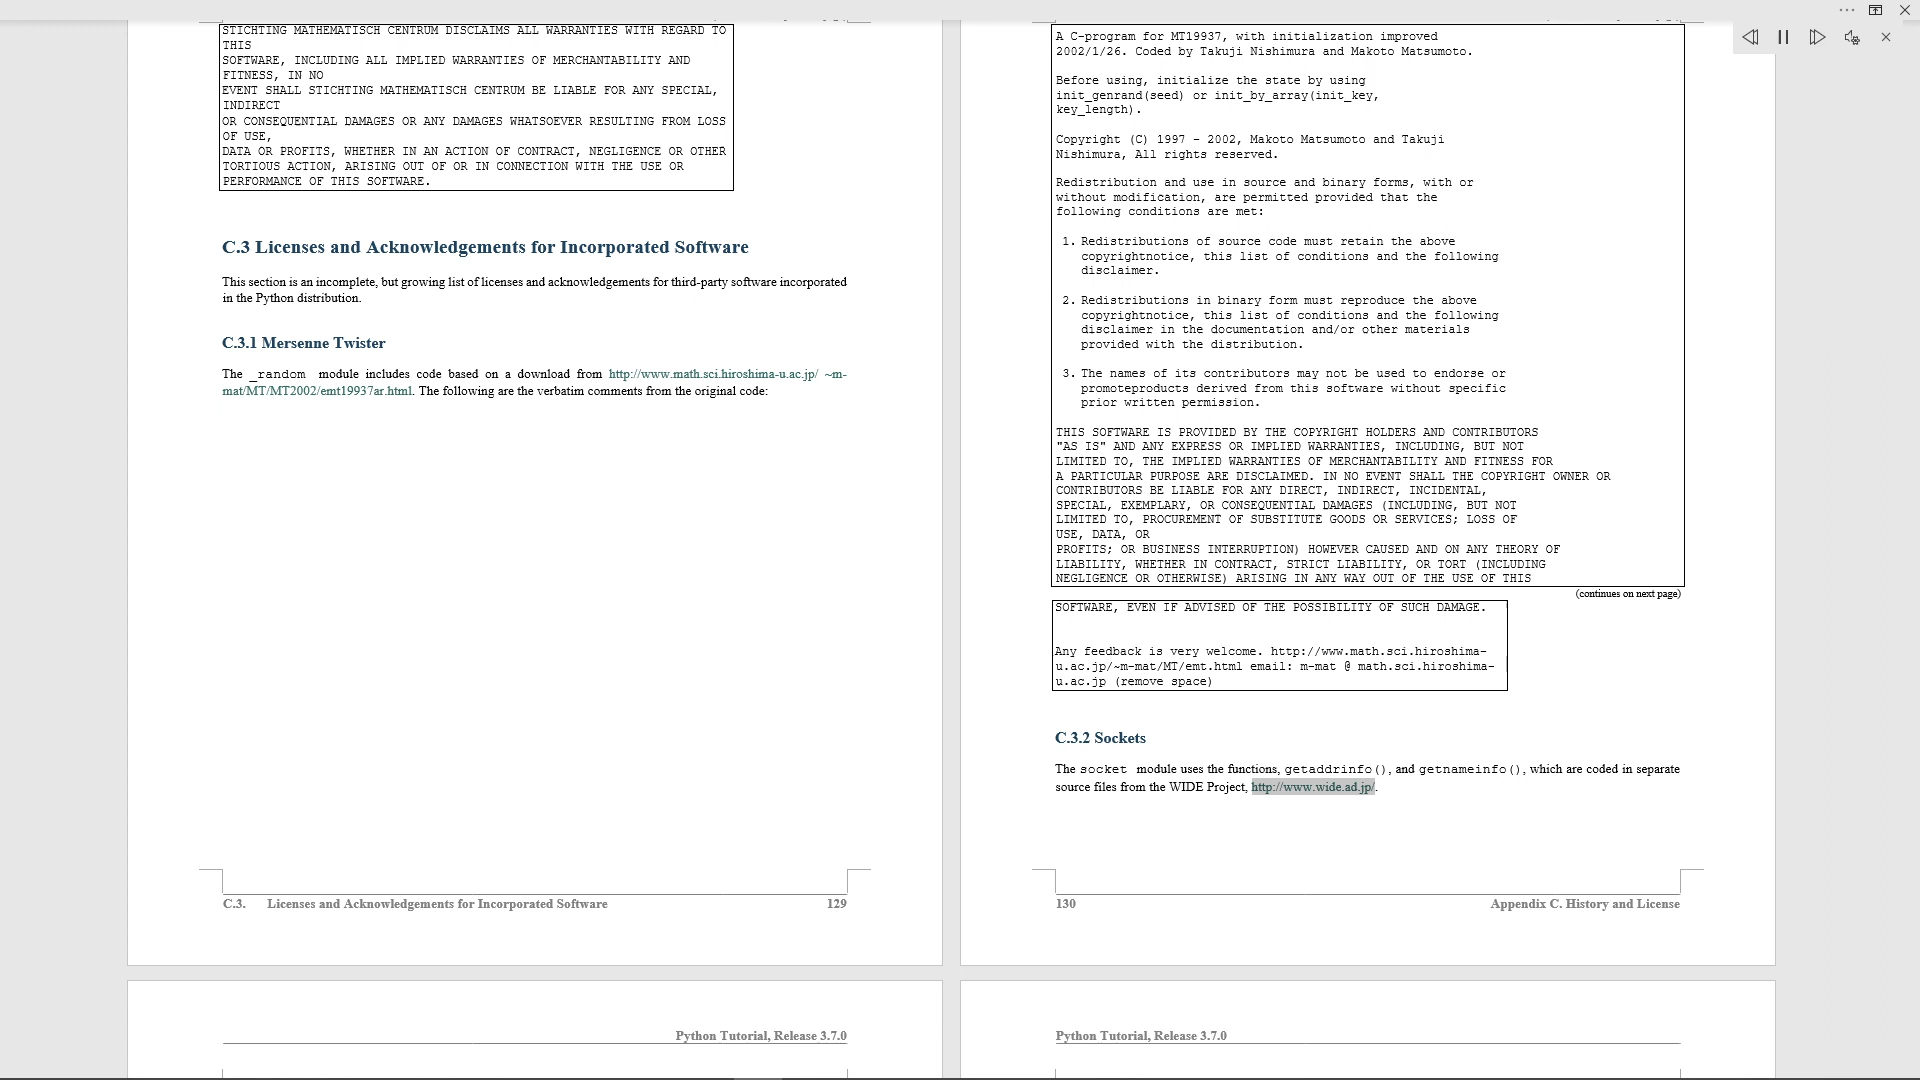 STICHTING MATHEMATISCH CENTRUM DISCLAIMS ALL WARRANTIES WITH REGARD TO
THIS
SOFTWARE, INCLUDING ALL IMPLIED WARRANTIES OF MERCHANTABILITY AND
FITNESS, IN NO
EVENT SHALL STICHTING MATHEMATISCH CENTRUM BE LIABLE FOR ANY SPECIAL,
INDIRECT
OR CONSEQUENTIAL DAMAGES OR ANY DAMAGES WHATSOEVER RESULTING FROM LOSS
OF USE,
DATA OR PROFITS, WHETHER IN AN ACTION OF CONTRACT, NEGLIGENCE OR OTHER
TORTIOUS ACTION, ARISING OUT OF OR IN CONNECTION WITH THE USE OR
PERFORMANCE OF THIS SOFTWARE.
C.3 Licenses and Acknowledgements for Incorporated Software
This section is an incomplete, but growing list of licenses and acknowledgements for third-party software incorporated
in the Python distribution.
C.3.1 Mersenne Twister
The _random module includes code based on a download from http://www.math.sci.hiroshima-u.ac.jp/ ~m-
mat/MT/MT2002/emt19937ar.html. The following are the verbatim comments from the original code:
C.3. Licenses and Acknowledgements for Incorporated Software 129
A C-program for MT19937, with initialization improved
2002/1/26. Coded by Takuji Nishimura and Makoto Matsumoto.
Before using, initialize the state by using
init_genrand(seed) or init_by_array(init_key,
key_length).
Copyright (C) 1997 - 2002, Makoto Matsumoto and Takuji
Nishimura, All rights reserved.
Redistribution and use in source and binary forms, with or
without modification, are permitted provided that the
following conditions are met:
1. Redistributions of source code must retain the above
copyrightnotice, this list of conditions and the following
disclaimer.
2. Redistributions in binary form must reproduce the above
copyrightnotice, this list of conditions and the following
disclaimer in the documentation and/or other materials
provided with the distribution.
3. The names of its contributors may not be used to endorse or
promoteproducts derived from this software without specific
prior written permission.
THIS SOFTWARE IS PROVIDED BY THE COPYRIGHT HOLDERS AND CONTRIBUTORS
"AS IS" AND ANY EXPRESS OR IMPLIED WARRANTIES, INCLUDING, BUT NOT
LIMITED TO, THE IMPLIED WARRANTIES OF MERCHANTABILITY AND FITNESS FOR
A PARTICULAR PURPOSE ARE DISCLAIMED. IN NO EVENT SHALL THE COPYRIGHT OWNER OR
CONTRIBUTORS BE LIABLE FOR ANY DIRECT, INDIRECT, INCIDENTAL,
SPECIAL, EXEMPLARY, OR CONSEQUENTIAL DAMAGES (INCLUDING, BUT NOT
LIMITED TO, PROCUREMENT OF SUBSTITUTE GOODS OR SERVICES; LOSS OF
USE, DATA, OR
PROFITS; OR BUSINESS INTERRUPTION) HOWEVER CAUSED AND ON ANY THEORY OF
LIABILITY, WHETHER IN CONTRACT, STRICT LIABILITY, OR TORT (INCLUDING
NEGLIGENCE OR OTHERWISE) ARISING IN ANY WAY OUT OF THE USE OF THIS
(continues on next page)
SOFTWARE, EVEN IF ADVISED OF THE POSSIBILITY OF SUCH DAMAGE.
Any feedback is very welcome. http://www.math.sci.hiroshima-
u.ac.jp/~m-mat/MT/emt.html email: m-mat @ math.sci.hiroshima-
u.ac.jp (remove space)
C.3.2 Sockets
The socket module uses the functions, getaddrinfo(), and getnameinfo(), which are coded in separate
source files from the WIDE Project, http://www.wide.ad.jp/.
130 Appendix C. History and License
Python Tutorial, Release 3.7.0
Python Tutorial, Release 3.7.0